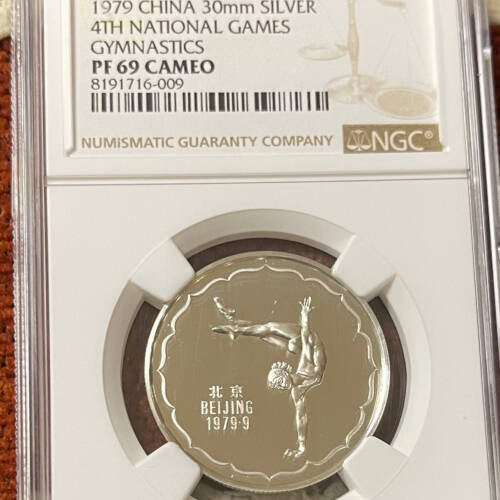 1979 CHINA 30mm SILVER
4TH NATIONAL GAMES
GYMNASTICS
PF 69 CAMEO
8191716-009
NUMISMATIC GUARANTY COMPANY
NGC®
北京
BEIJING
1979·9